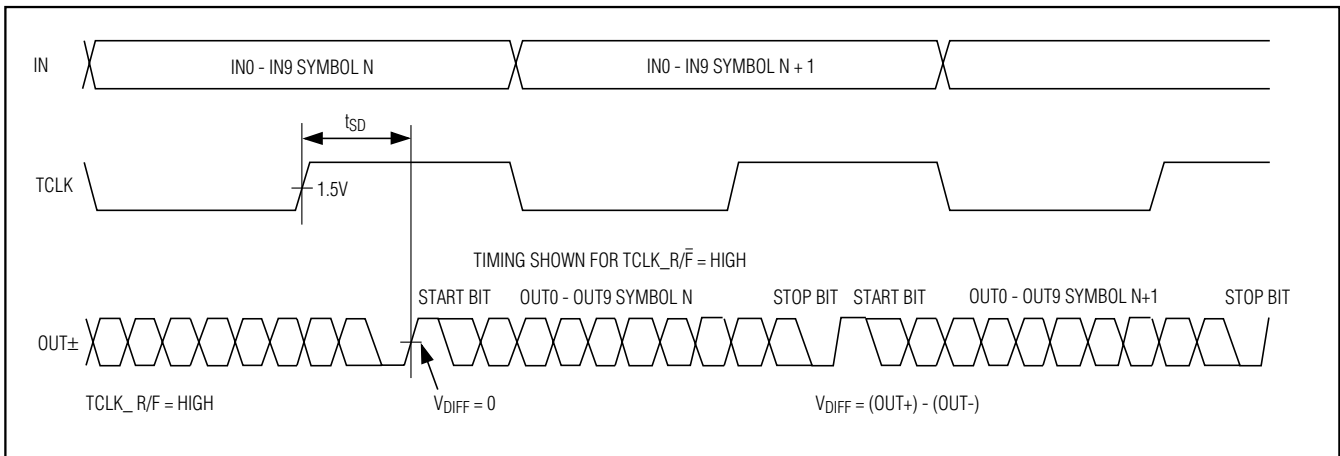 IN
IN0 - IN9 SYMBOL N
IN0 - IN9 SYMBOL N + 1
tSD
TCLK
1.5V
TIMING SHOWN FOR TCLK_R/F̅ = HIGH
START BIT
OUT0 - OUT9 SYMBOL N
STOP BIT
START BIT
OUT0 - OUT9 SYMBOL N+1
STOP BIT
OUT±
TCLK_ R/F = HIGH
VDIFF = 0
VDIFF = (OUT+) - (OUT-)